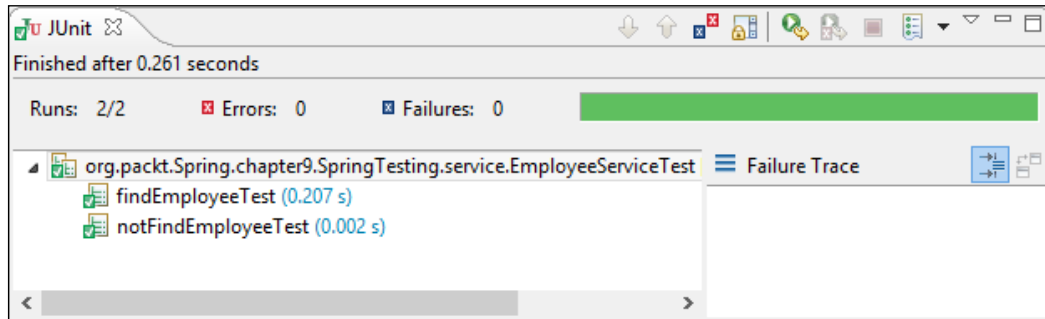 JU JUnit
Finished after 0.261 seconds
Runs: 2/2 Errors: 0 Failures: 0
org.packt.Spring.chapter9.SpringTesting.service.EmployeeServiceTest
Failure Trace
findEmployeeTest (0.207 s)
notFindEmployeeTest (0.002 s)